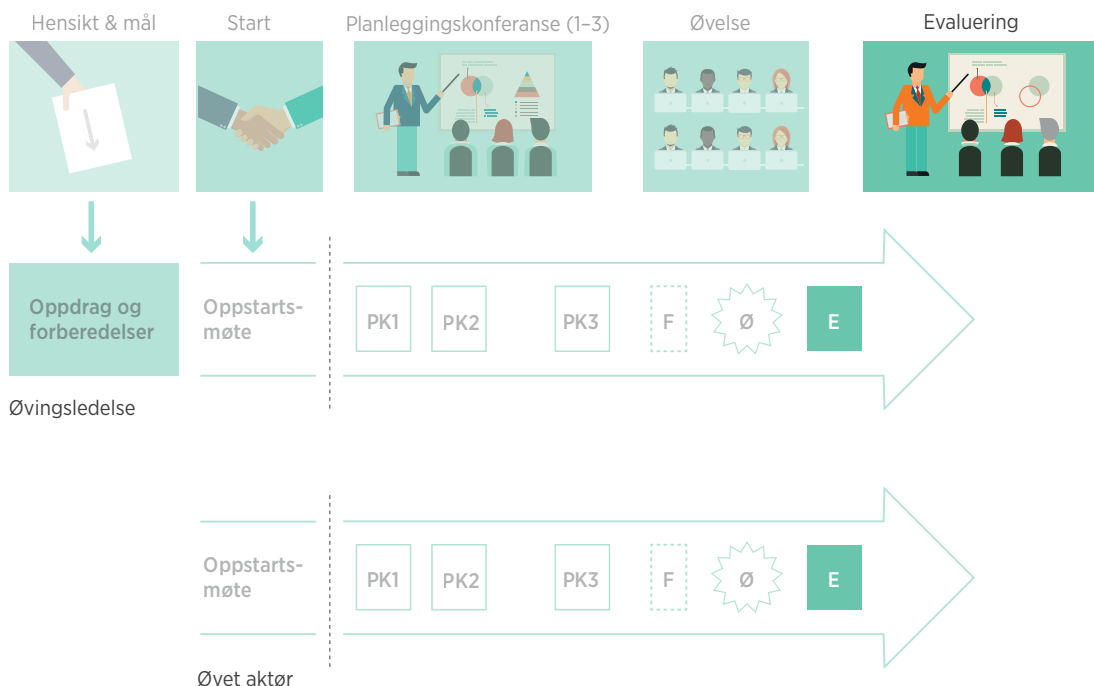 Hensikt & mål
Start
Planleggingskonferanse (1–3)
Øvelse
Evaluering
Oppdrag og
forberedelser
Oppstarts-
møte
PK1
PK2
PK3
F
Ø
E
Øvingsledelse
Oppstarts-
møte
PK1
PK2
PK3
F
Ø
E
Øvet aktør